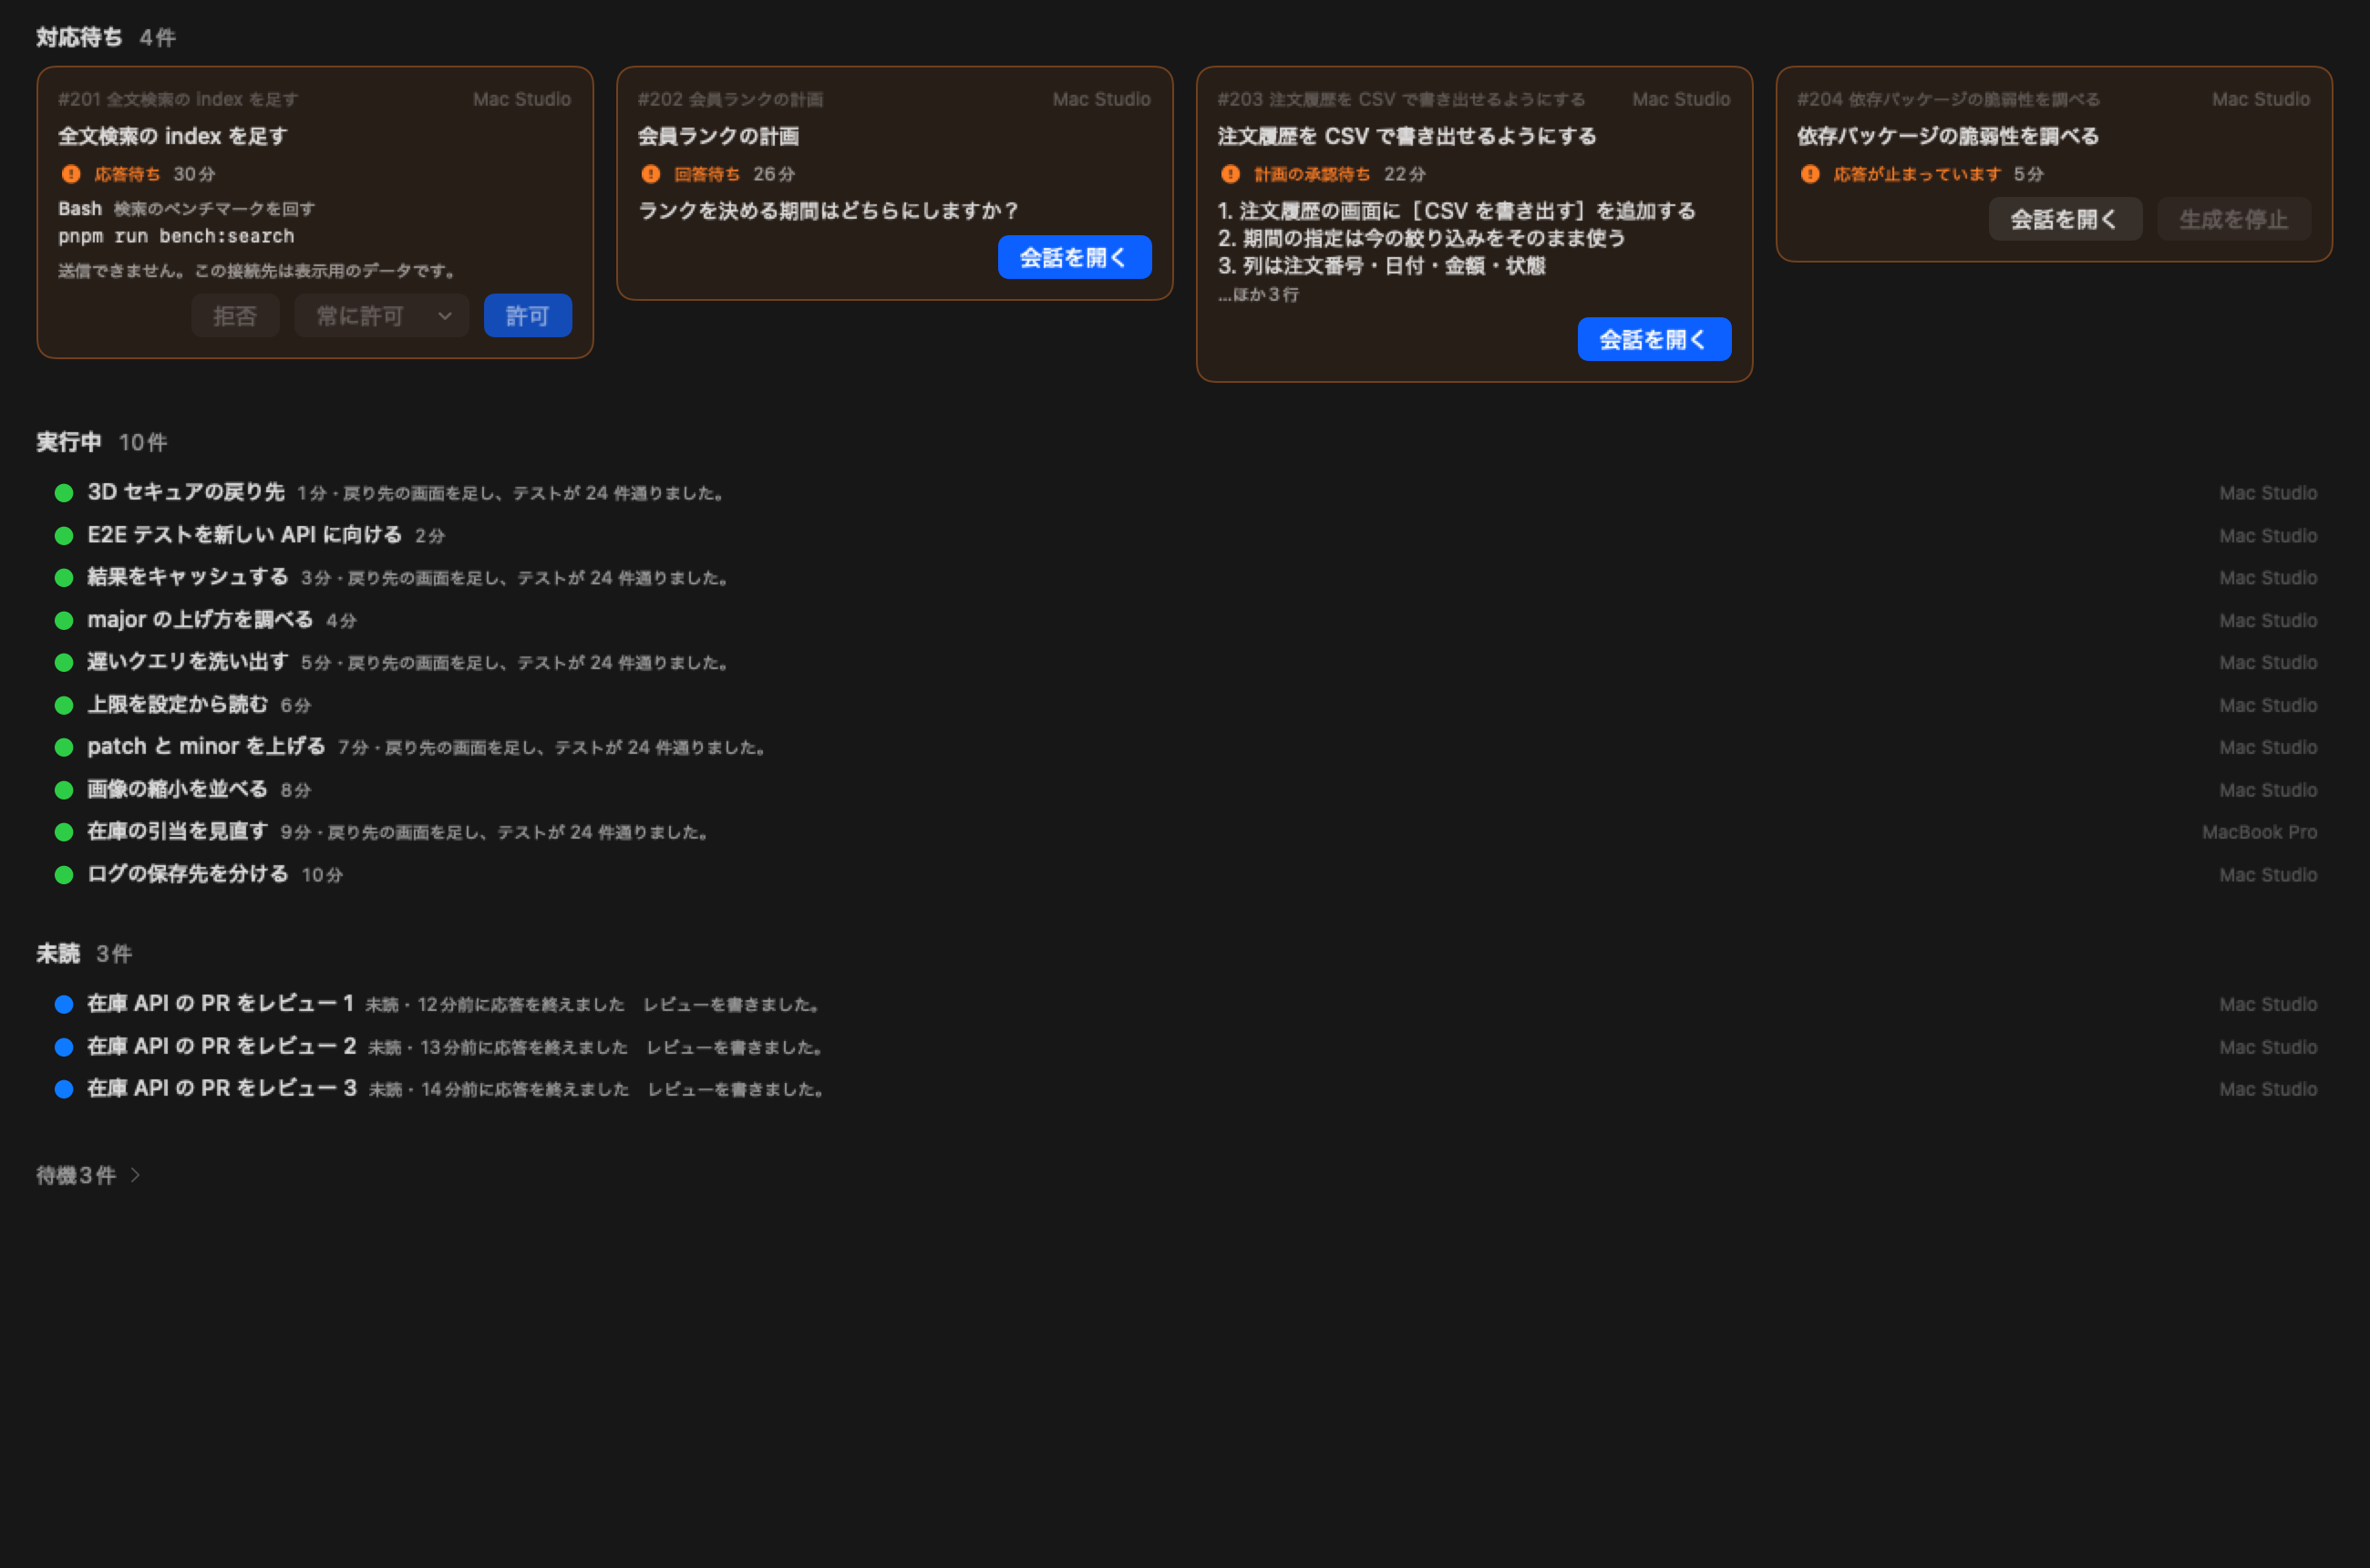 対応待ち 4件
#201 全文検索の index を足す Mac Studio
全文検索の index を足す
応答待ち 30分
Bash 検索のベンチマークを回す
pnpm run bench:search
送信できません。この接続先は表示用のデータです。
拒否 常に許可 許可
#202 会員ランクの計画 Mac Studio
会員ランクの計画
回答待ち 26分
ランクを決める期間はどちらにしますか？
会話を開く
#203 注文履歴を CSV で書き出せるようにする Mac Studio
注文履歴を CSV で書き出せるようにする
計画の承認待ち 22分
1. 注文履歴の画面に［CSV を書き出す］を追加する
2. 期間の指定は今の絞り込みをそのまま使う
3. 列は注文番号・日付・金額・状態
…ほか3行
会話を開く
#204 依存パッケージの脆弱性を調べる Mac Studio
依存パッケージの脆弱性を調べる
応答が止まっています 5分
会話を開く 生成を停止
実行中 10件
3D セキュアの戻り先 1分・戻り先の画面を足し、テストが 24 件通りました。 Mac Studio
E2E テストを新しい API に向ける 2分 Mac Studio
結果をキャッシュする 3分・戻り先の画面を足し、テストが 24 件通りました。 Mac Studio
major の上げ方を調べる 4分 Mac Studio
遅いクエリを洗い出す 5分・戻り先の画面を足し、テストが 24 件通りました。 Mac Studio
上限を設定から読む 6分 Mac Studio
patch と minor を上げる 7分・戻り先の画面を足し、テストが 24 件通りました。 Mac Studio
画像の縮小を並べる 8分 Mac Studio
在庫の引当を見直す 9分・戻り先の画面を足し、テストが 24 件通りました。 MacBook Pro
ログの保存先を分ける 10分 Mac Studio
未読 3件
在庫 API の PR をレビュー 1 未読・12分前に応答を終えました レビューを書きました。 Mac Studio
在庫 API の PR をレビュー 2 未読・13分前に応答を終えました レビューを書きました。 Mac Studio
在庫 API の PR をレビュー 3 未読・14分前に応答を終えました レビューを書きました。 Mac Studio
待機3件